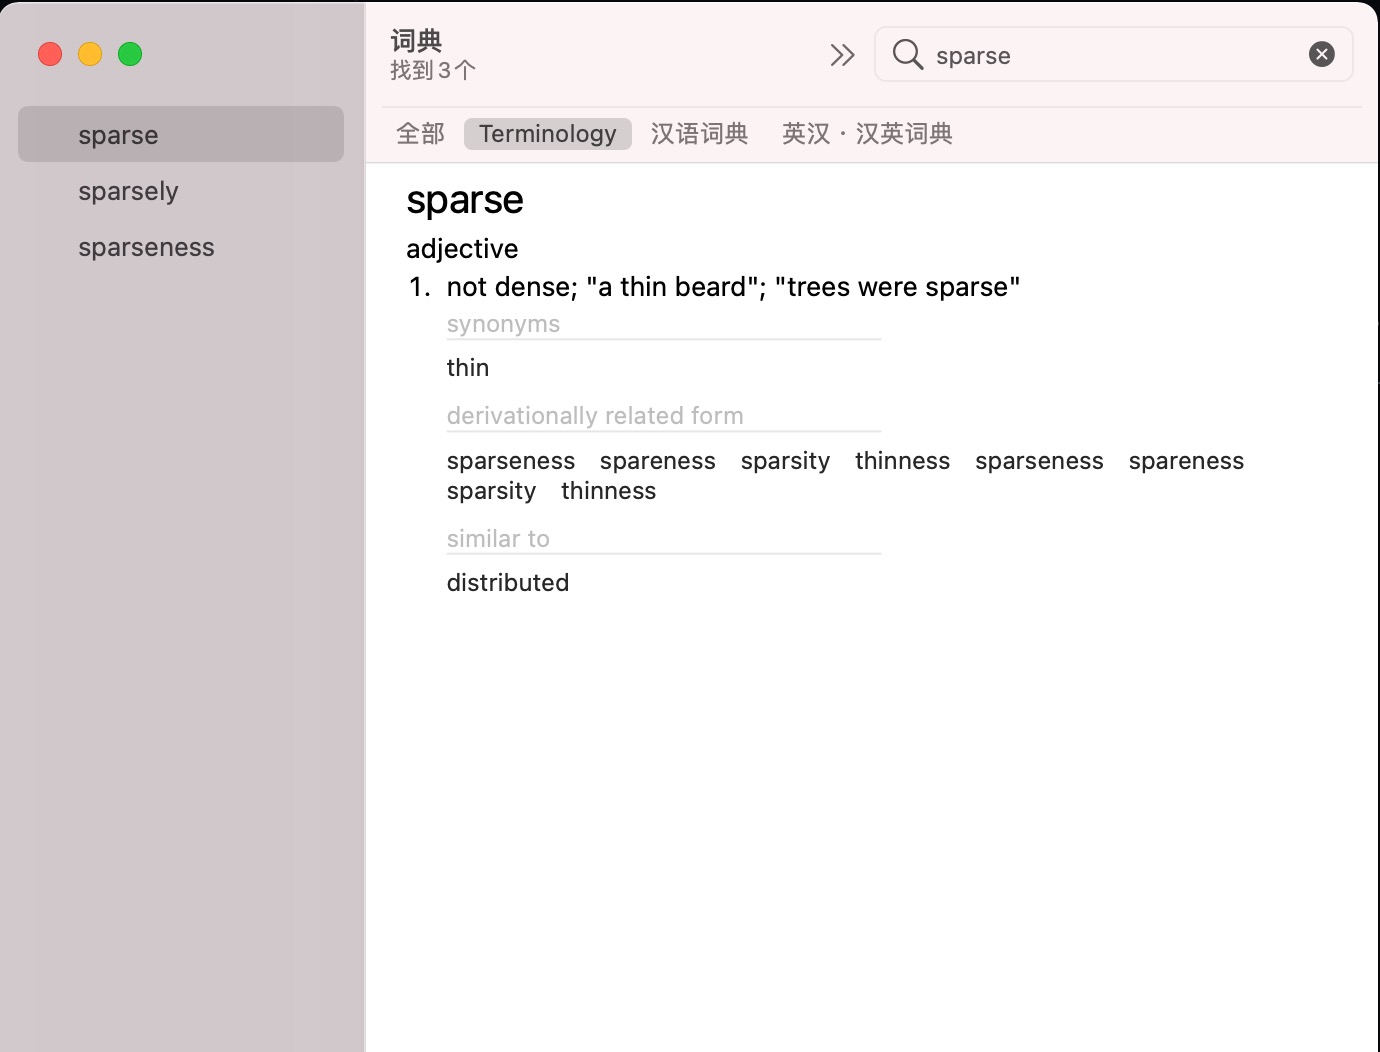 词典
找到 3 个
sparse
全部 Terminology 汉语词典 英汉 · 汉英词典
sparse
sparsely
sparseness
sparse
adjective
1. not dense; "a thin beard"; "trees were sparse"
synonyms
thin
derivationally related form
sparseness spareness sparsity thinness sparseness spareness
sparsity thinness
similar to
distributed